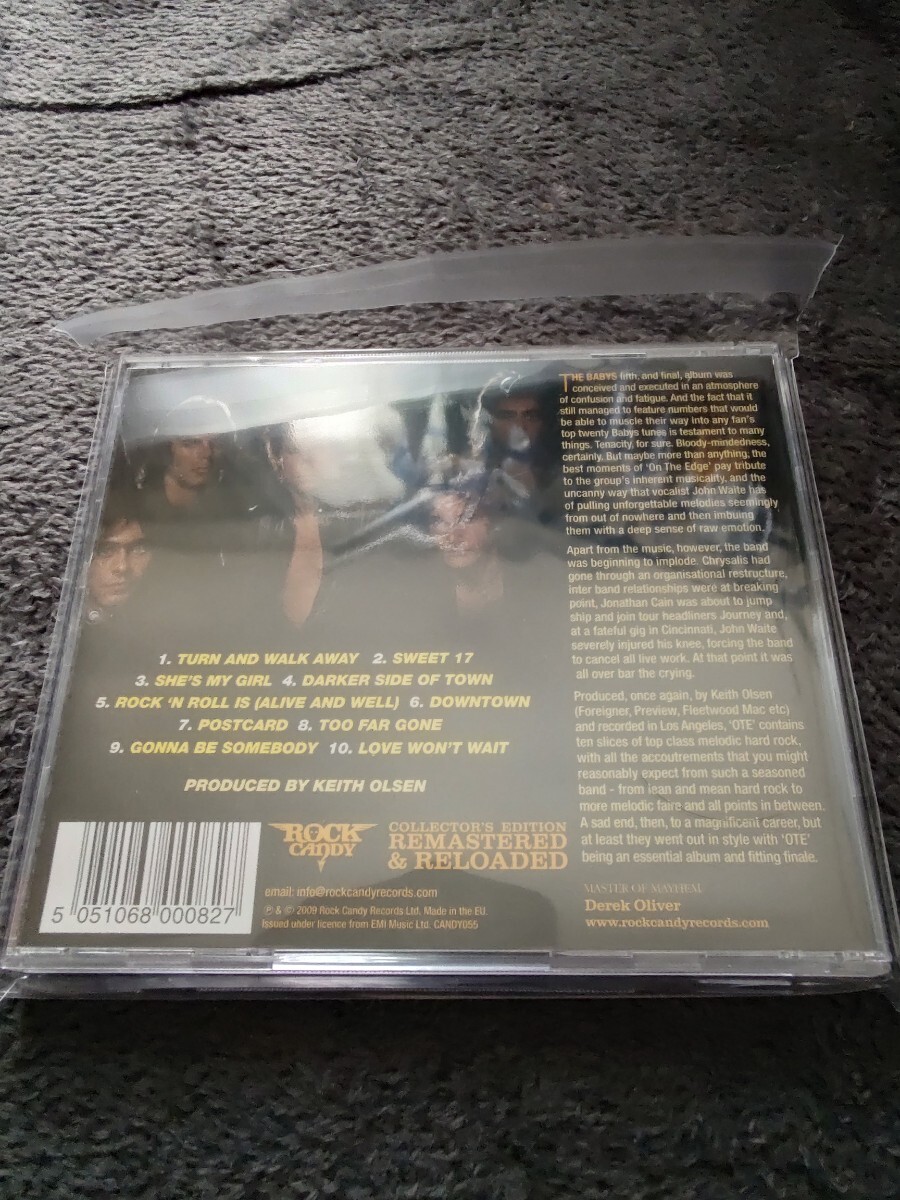 1. TURN AND WALK AWAY 2. SWEET 17
3. SHE'S MY GIRL 4. DARKER SIDE OF TOWN
5. ROCK 'N ROLL IS (ALIVE AND WELL) 6. DOWNTOWN
7. POSTCARD 8. TOO FAR GONE
9. GONNA BE SOMEBODY 10. LOVE WON'T WAIT
PRODUCED BY KEITH OLSEN
THE BABYS fifth, and final, album was
conceived and executed in an atmosphere
of confusion and fatigue. And the fact that it
still managed to feature numbers that would
be able to muscle their way into any fan's
top twenty Babys tunes is testament to many
things. Tenacity, for sure. Bloody-mindedness,
certainly. But maybe more than anything, the
best moments of 'On The Edge' pay tribute
to the group's inherent musicality, and the
uncanny way that vocalist John Waite has
of pulling unforgettable melodies seemingly
from out of nowhere and then imbuing
them with a deep sense of raw emotion.
Apart from the music, however, the band
was beginning to implode. Chrysalis had
gone through an organisational restructure,
inter band relationships were at breaking
point, Jonathan Cain was about to jump
ship and join tour headliners Journey and,
at a fateful gig in Cincinnati, John Waite
severely injured his knee, forcing the band
to cancel all live work. At that point it was
all over bar the crying.
Produced, once again, by Keith Olsen
(Foreigner, Preview, Fleetwood Mac etc)
and recorded in Los Angeles, 'OTE' contains
ten slices of top class melodic hard rock,
with all the accoutrements that you might
reasonably expect from such a seasoned
band - from lean and mean hard rock to
more melodic faire and all points in between.
A sad end, then, to a magnificent career, but
at least they went out in style with 'OTE'
being an essential album and fitting finale.
MASTER OF MAYHEM
Derek Oliver
www.rockcandyrecords.com
5 051068 000827
ROCK
CANDY
COLLECTOR'S EDITION
REMASTERED
& RELOADED
email: info@rockcandyrecords.com
℗ & © 2009 Rock Candy Records Ltd. Made in the EU.
Issued under licence from EMI Music Ltd. CANDY055